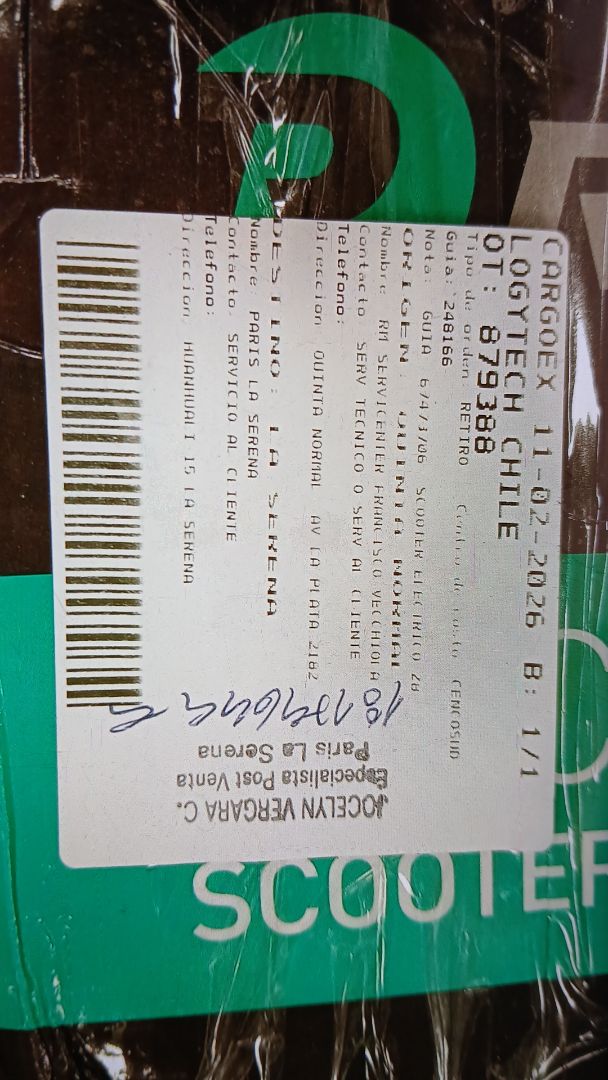 CARGOEX 11-02-2026 B: 1/1
LOGYTECH CHILE
OT: 879388
Tipo de orden: RETIRO Centro de costo CENCOSUD
Guia: 248166
Nota: GUIA SCOOTER ELECTRICO 28
ORIGEN: QUINTA NORMAL
Nombre: RM SERVICENTER FRANCISCO VECCHIOLA
Contacto: SERV TECNICO O SERV AL CLIENTE
Telefono:
Direccion: QUINTA NORMAL AV LA PLATA 2182
DESTINO: LA SERENA
Nombre: PARIS LA SERENA
Contacto: SERVICIO AL CLIENTE
Telefono:
Direccion: HUANHUALI 15 LA SERENA
JOCELYN VERGARA C.
Especialista Post Venta
Paris La Serena
SCOOTER